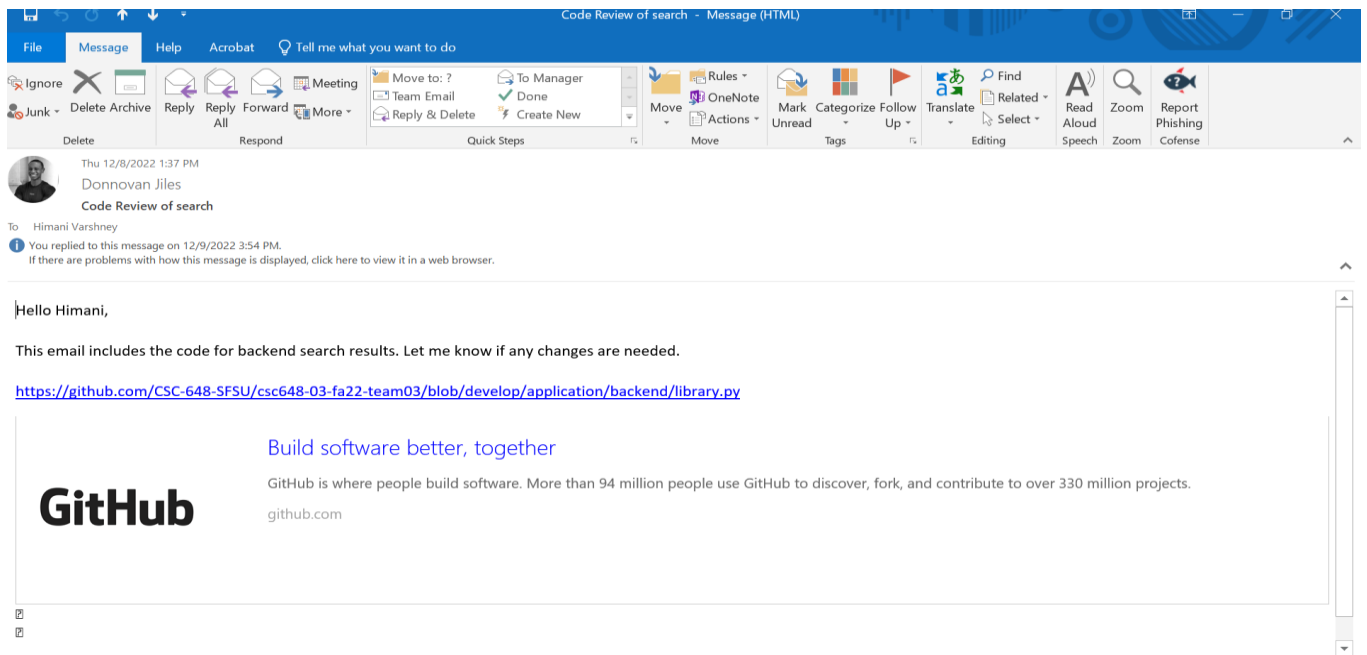 Code Review of search - Message (HTML)
File Message Help Acrobat Tell me what you want to do
Ignore
Junk
Delete Archive
Delete
Reply Reply All Forward
Meeting
More
Respond
Move to: ? To Manager
Team Email Done
Reply & Delete Create New
Quick Steps
Move
Rules
OneNote
Actions
Move
Mark Unread Categorize Follow Up
Tags
Translate
Find
Related
Select
Editing
Read Aloud
Speech
Zoom
Zoom
Report Phishing
Cofense
Thu 12/8/2022 1:37 PM
Donnovan Jiles
Code Review of search
To Himani Varshney
You replied to this message on 12/9/2022 3:54 PM.
If there are problems with how this message is displayed, click here to view it in a web browser.
Hello Himani,
This email includes the code for backend search results. Let me know if any changes are needed.
https://github.com/CSC-648-SFSU/csc648-03-fa22-team03/blob/develop/application/backend/library.py
GitHub
Build software better, together
GitHub is where people build software. More than 94 million people use GitHub to discover, fork, and contribute to over 330 million projects.
github.com